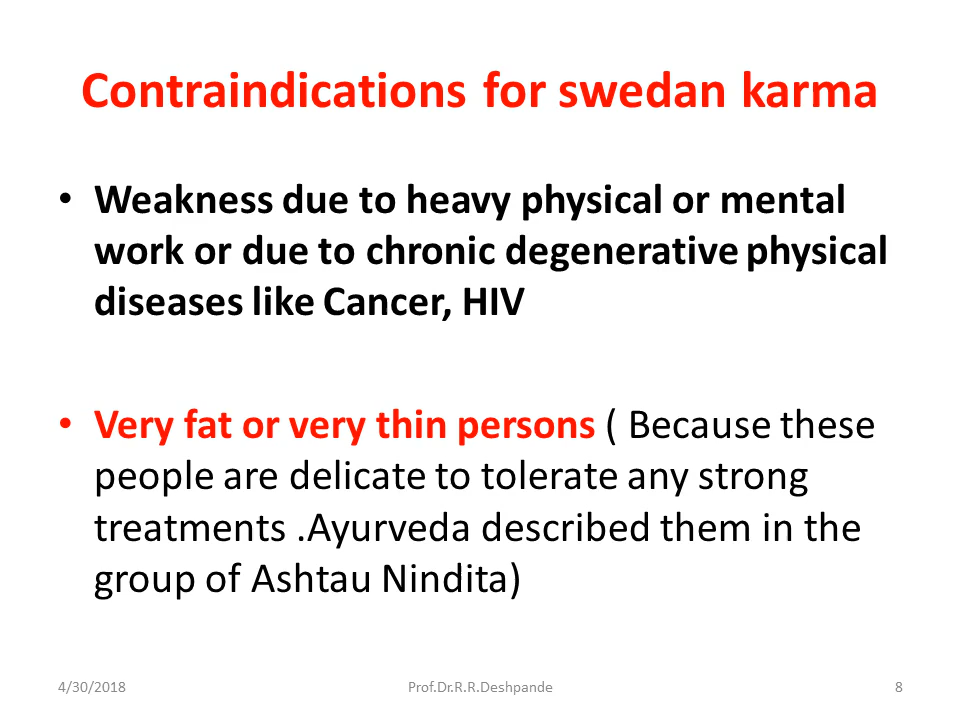 Contraindications for swedan karma
• Weakness due to heavy physical or mental
work or due to chronic degenerative physical
diseases like Cancer, HIV
• Very fat or very thin persons ( Because these
people are delicate to tolerate any strong
treatments .Ayurveda described them in the
group of Ashtau Nindita)
4/30/2018 Prof.Dr.R.R.Deshpande 8